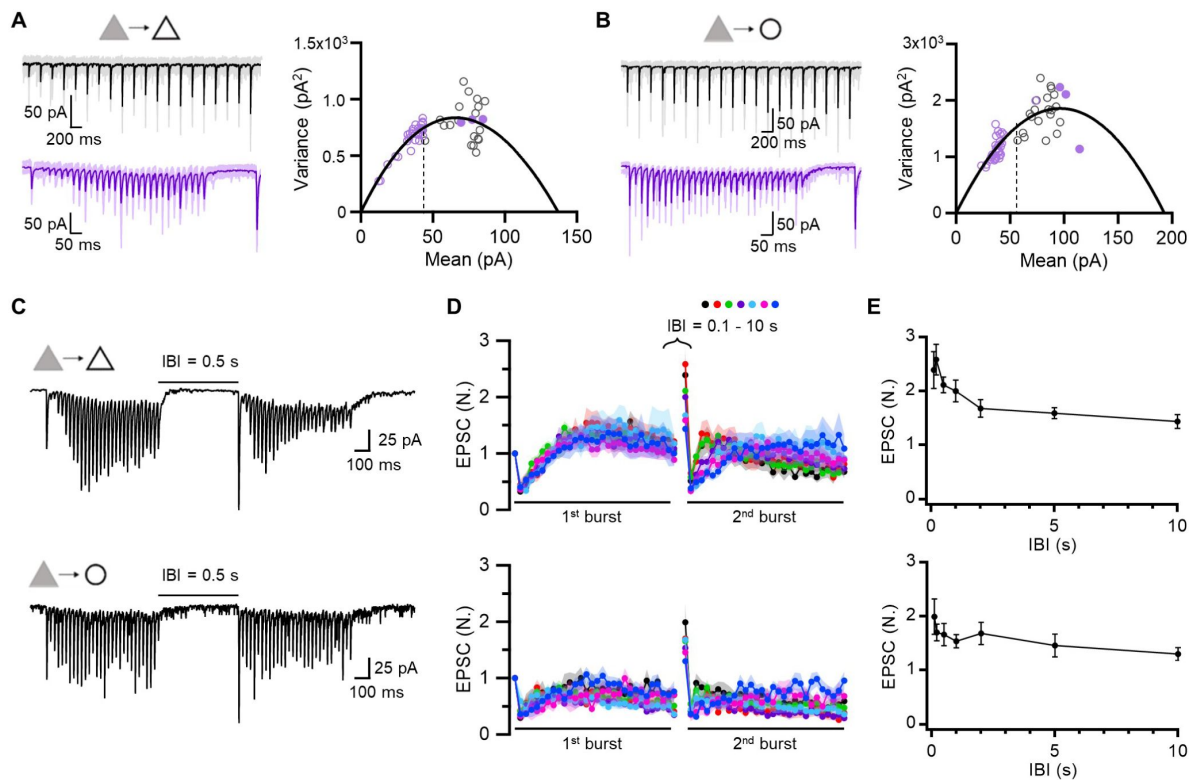 A
50 pA
200 ms
50 pA
50 ms
1.5x10³
1.0
0.5
0
Variance (pA²)
0 50 100 150
Mean (pA)
B
50 pA
200 ms
50 pA
50 ms
3x10³
2
1
0
Variance (pA²)
0 50 100 150 200
Mean (pA)
C
IBI = 0.5 s
25 pA
100 ms
IBI = 0.5 s
25 pA
100 ms
D
IBI = 0.1 - 10 s
3
2
1
0
EPSC (N.)
1st burst 2nd burst
3
2
1
0
EPSC (N.)
1st burst 2nd burst
E
3
2
1
0
EPSC (N.)
0 5 10
IBI (s)
3
2
1
0
EPSC (N.)
0 5 10
IBI (s)